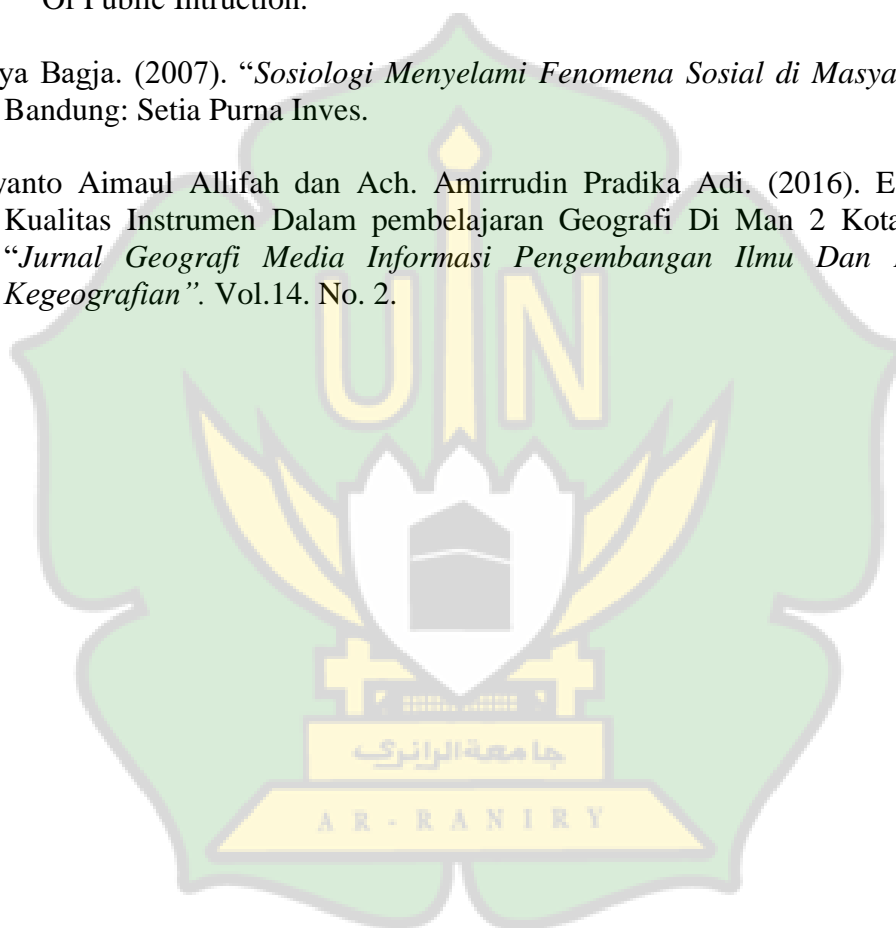 Of Public Intruction.
ya Bagja. (2007). “Sosiologi Menyelami Fenomena Sosial di Masya
Bandung: Setia Purna Inves.
yanto Aimaul Allifah dan Ach. Amirrudin Pradika Adi. (2016). E
Kualitas Instrumen Dalam pembelajaran Geografi Di Man 2 Kota
“Jurnal Geografi Media Informasi Pengembangan Ilmu Dan
Kegeografian”. Vol.14. No. 2.
UIN
جامعة الرانري
AR-RANIRY